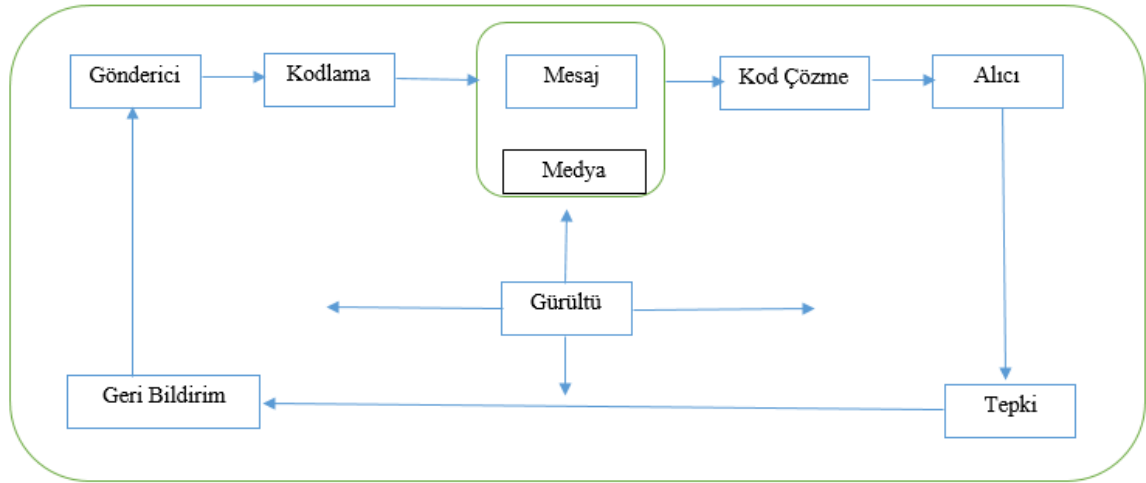 Gönderici
Kodlama
Mesaj
Kod Çözme
Alıcı
Medya
Gürültü
Geri Bildirim
Tepki